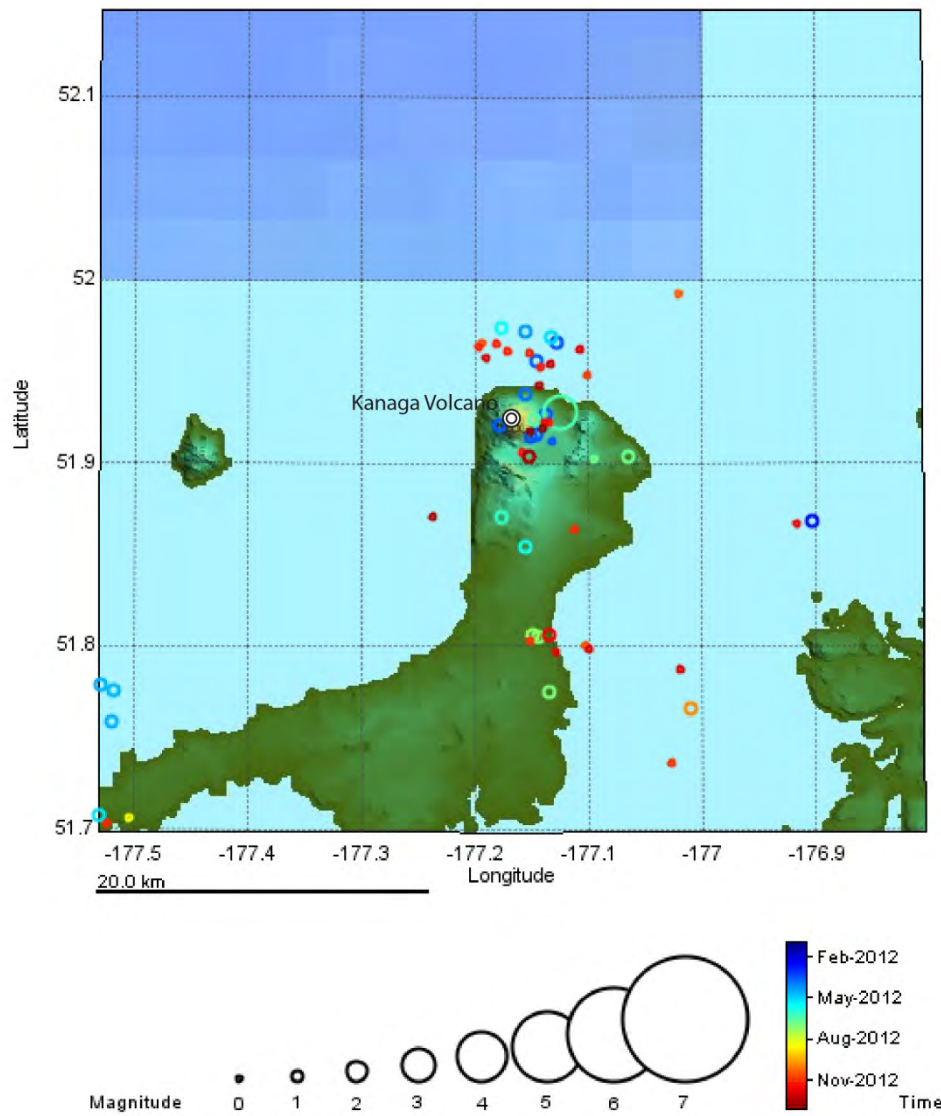 52.1
52
Kanaga Volcano
Latitude
51.9
51.8
51.7
-177.5 -177.4 -177.3 -177.2 -177.1 -177 -176.9
Longitude
20.0 km
Feb-2012
May-2012
Aug-2012
Nov-2012
Magnitude 0 1 2 3 4 5 6 7 Time